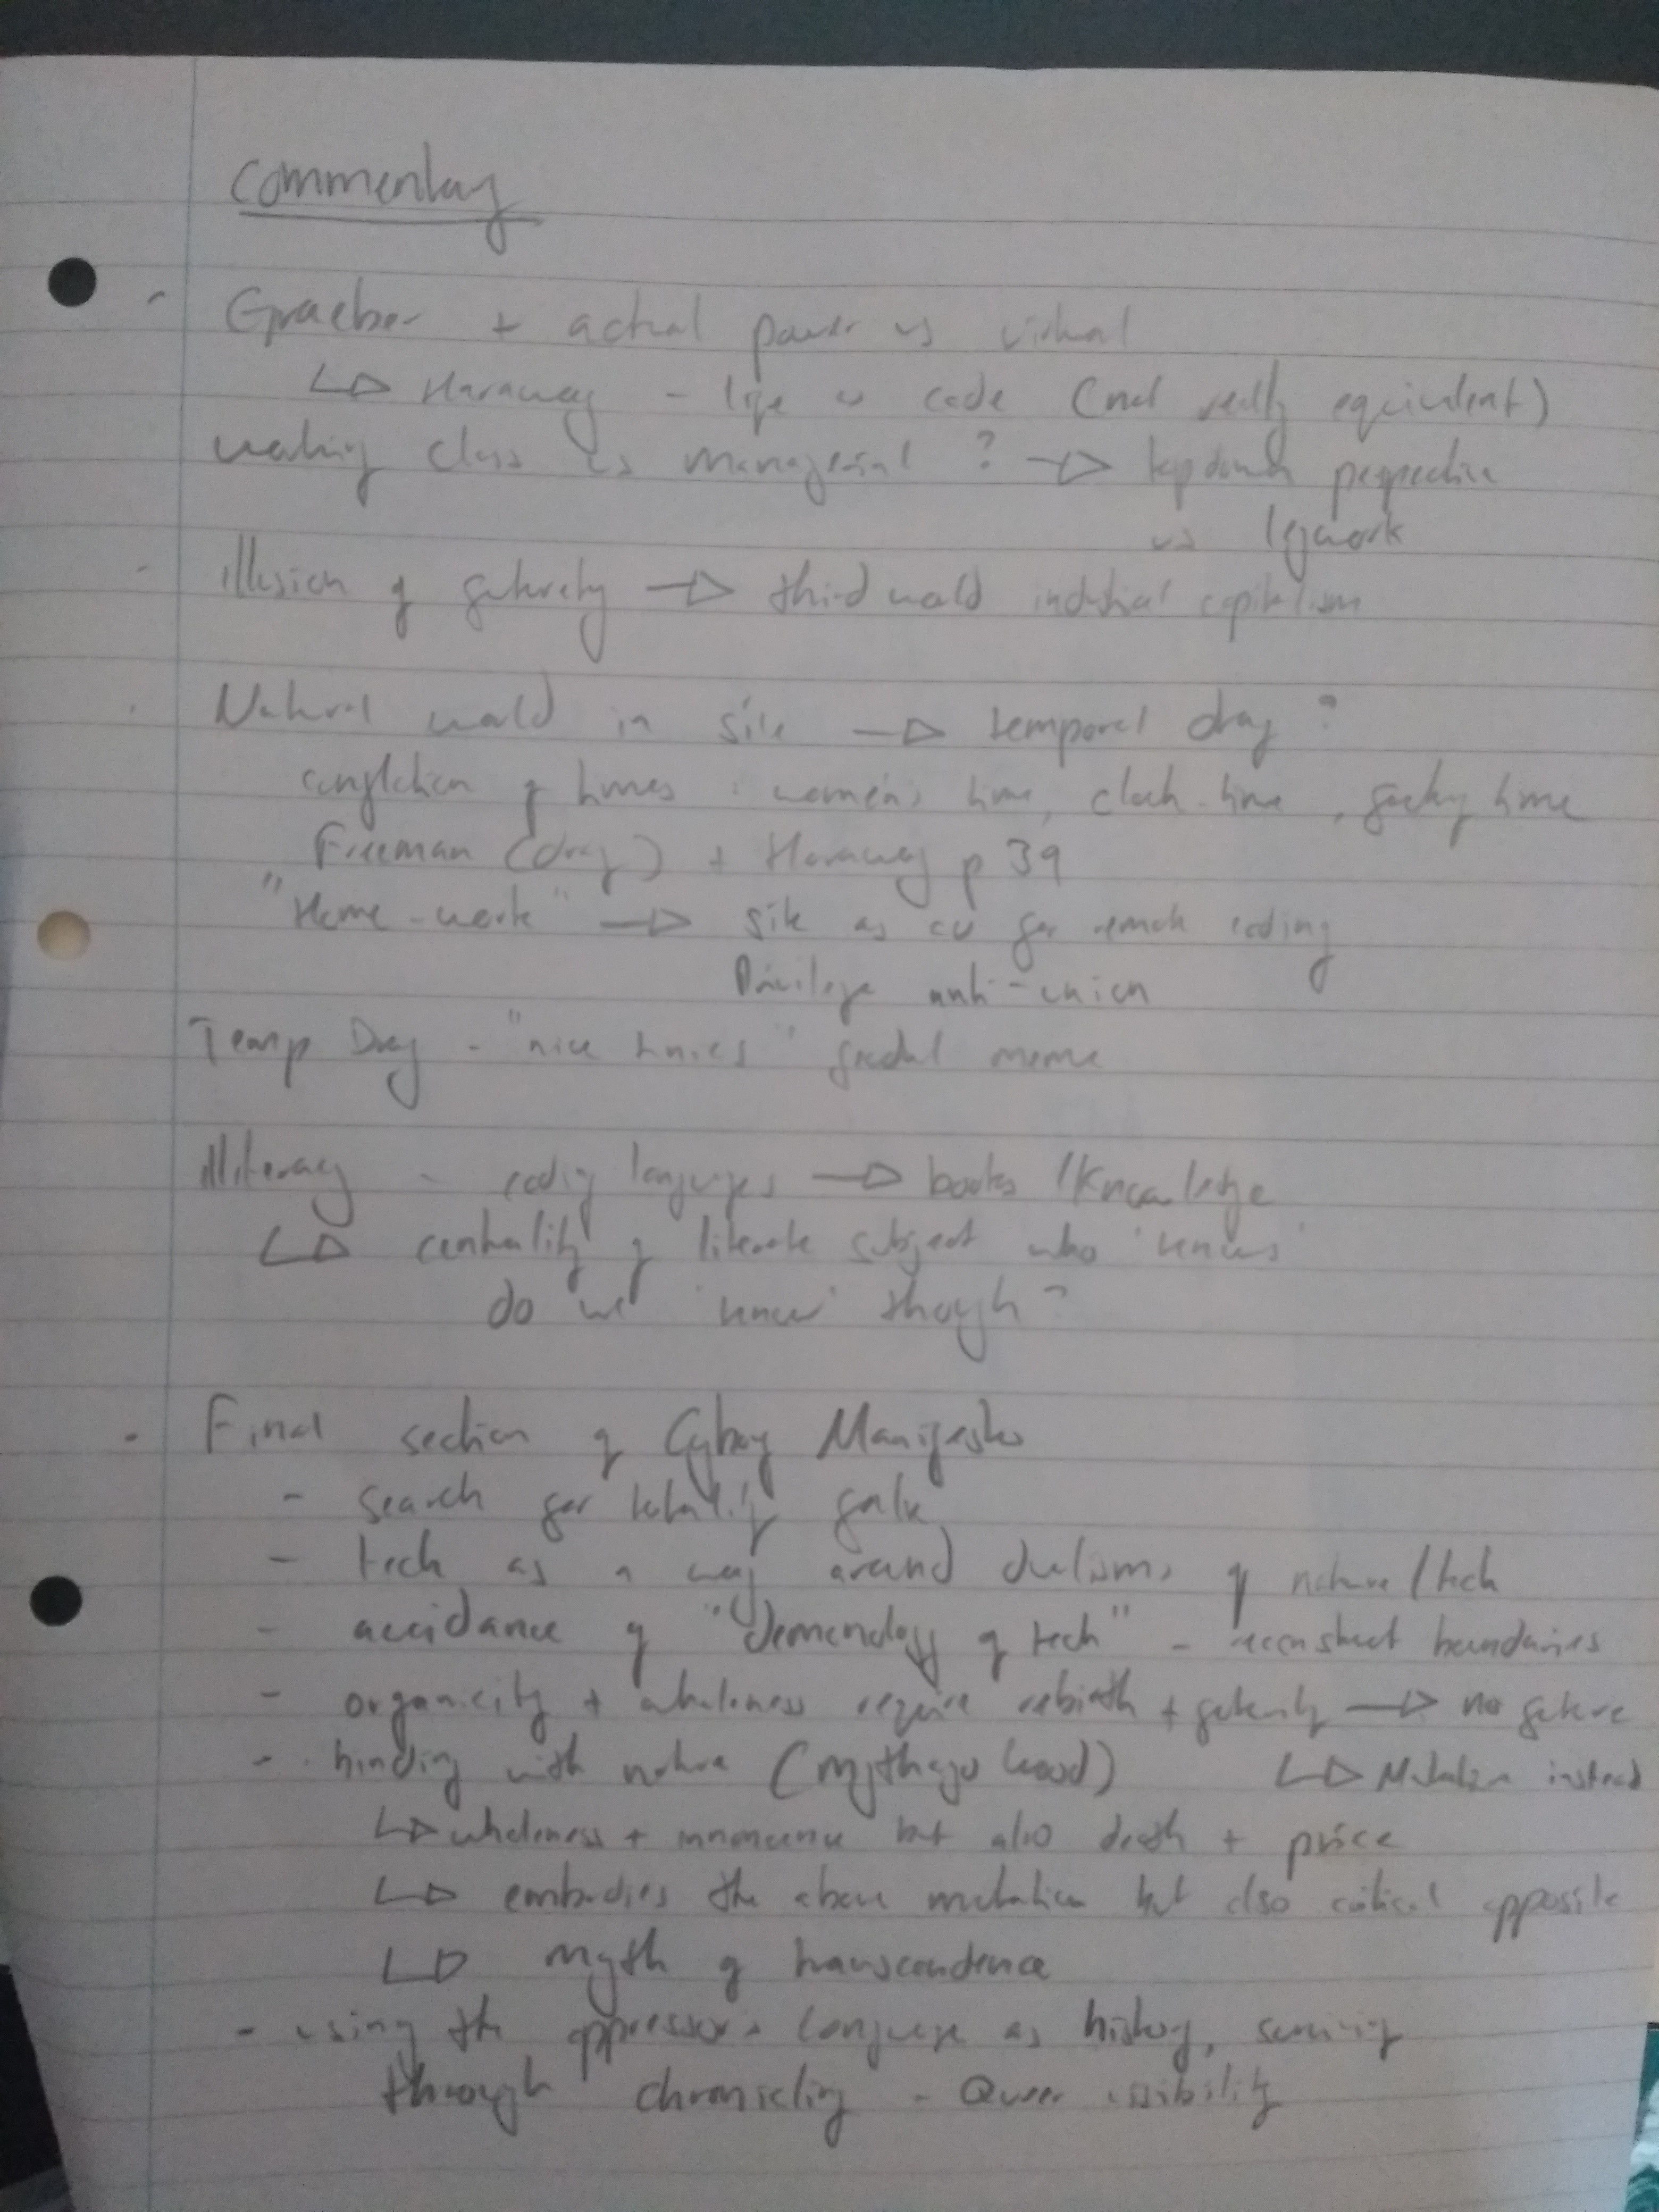 Commentary
- Graeber + actual power vs virtual
↳ Haraway - life vs code (not really equivalent)
working class vs managerial ? → top down perspective
vs legwork
- illusion of futurity → third world industrial capitalism
- Natural world in site → temporal drag ?
conflation of times : women's time, clock-time, factory time
Freeman (drag) + Haraway p 39
"Home-work" → site as CV for remote coding
Privilege anti-union
Temp Drag - "nice knives" feudal meme
Illiteracy - coding languages → books / knowledge
↳ centrality of literate subject who 'knows'
do we 'know' though?
- Final section of Cyborg Manifesto
- search for totality futile
- tech as a way around dualisms of nature / tech
- avoidance of "demonology of tech" - reconstruct boundaries
- organicity + wholeness require rebirth + futurity → no future
- binding with nature (mythago wood) ↳ Mutation instead
↳ wholeness + innocence but also death + price
↳ embodies the above mutation but also critical opposite
↳ myth of transcendence
- using the oppressors language as history, surviving
through chronicling - Queer visibility